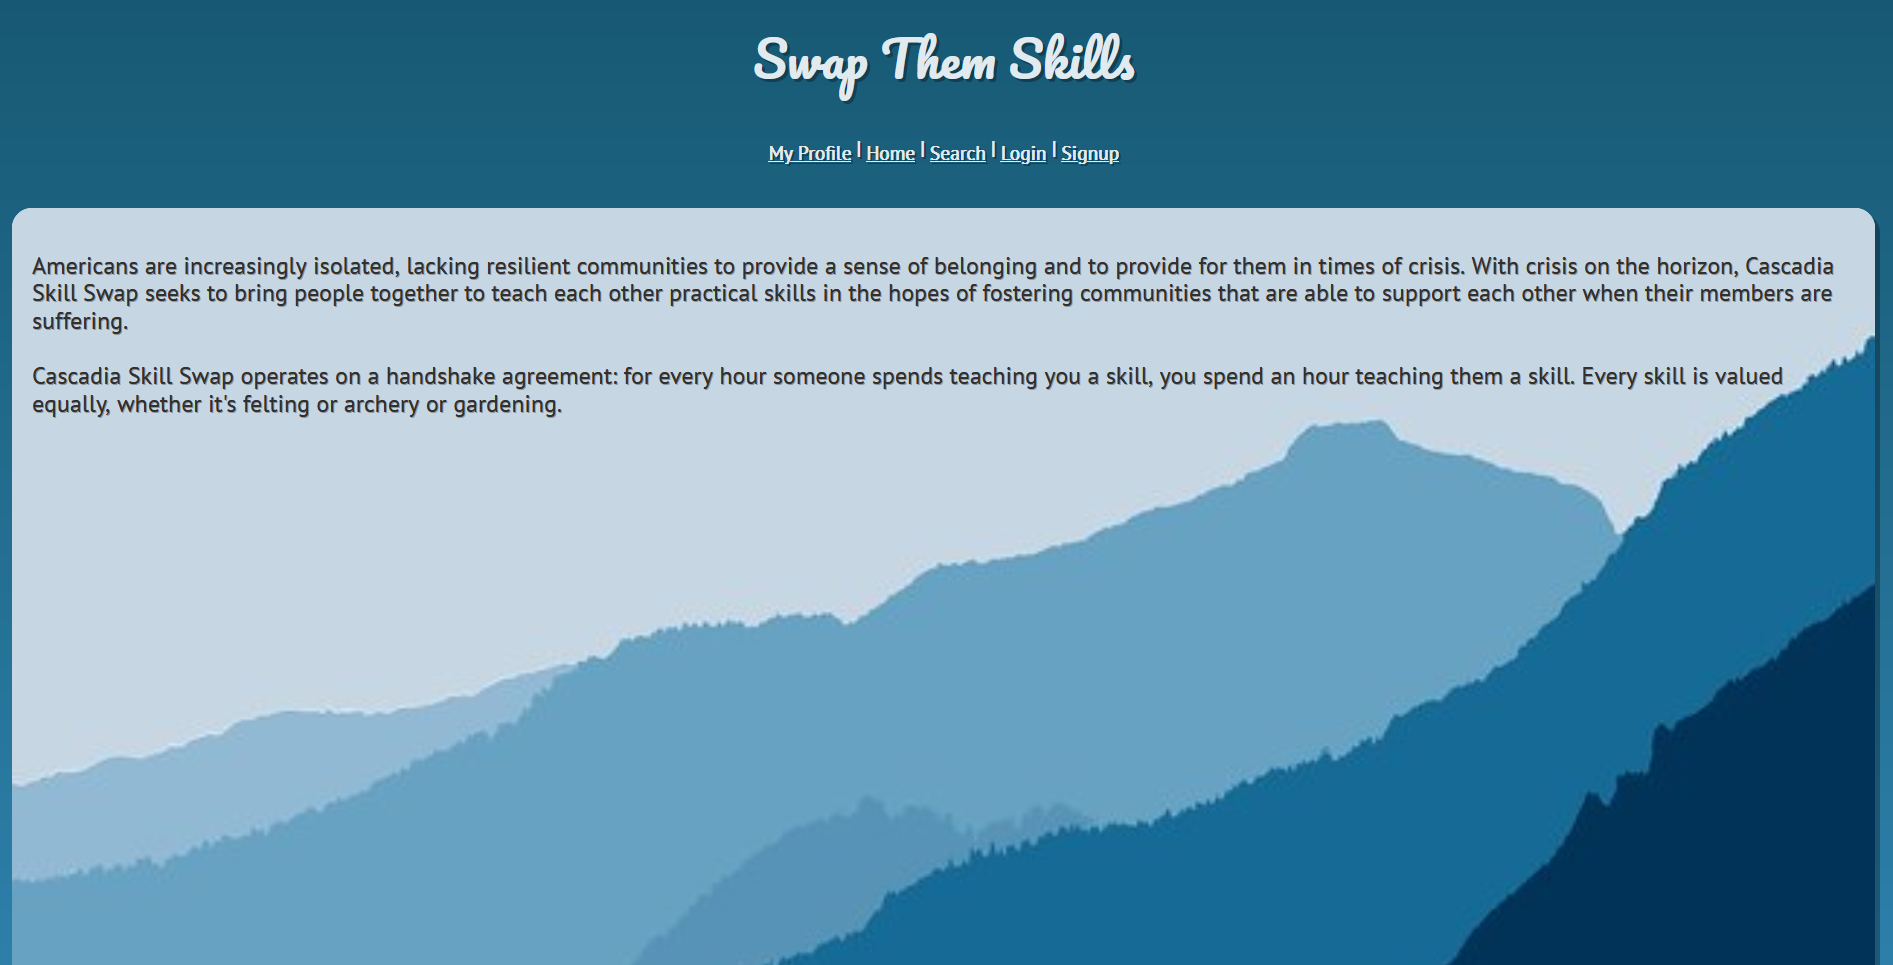 Swap Them Skills
My Profile | Home | Search | Login | Signup
Americans are increasingly isolated, lacking resilient communities to provide a sense of belonging and to provide for them in times of crisis. With crisis on the horizon, Cascadia
Skill Swap seeks to bring people together to teach each other practical skills in the hopes of fostering communities that are able to support each other when their members are
suffering.
Cascadia Skill Swap operates on a handshake agreement: for every hour someone spends teaching you a skill, you spend an hour teaching them a skill. Every skill is valued
equally, whether it's felting or archery or gardening.